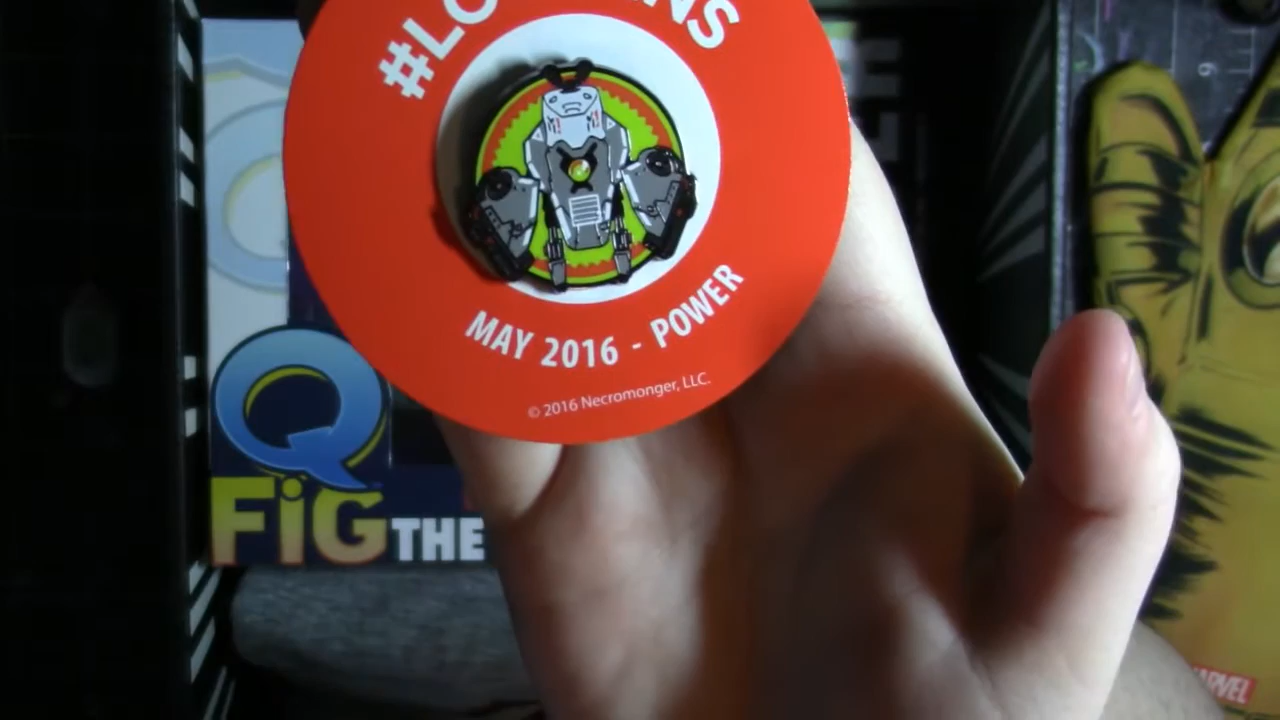 MAY 2016 - POWER
© 2016 Necromonger, LLC.
Q
FiG THE
MARVEL